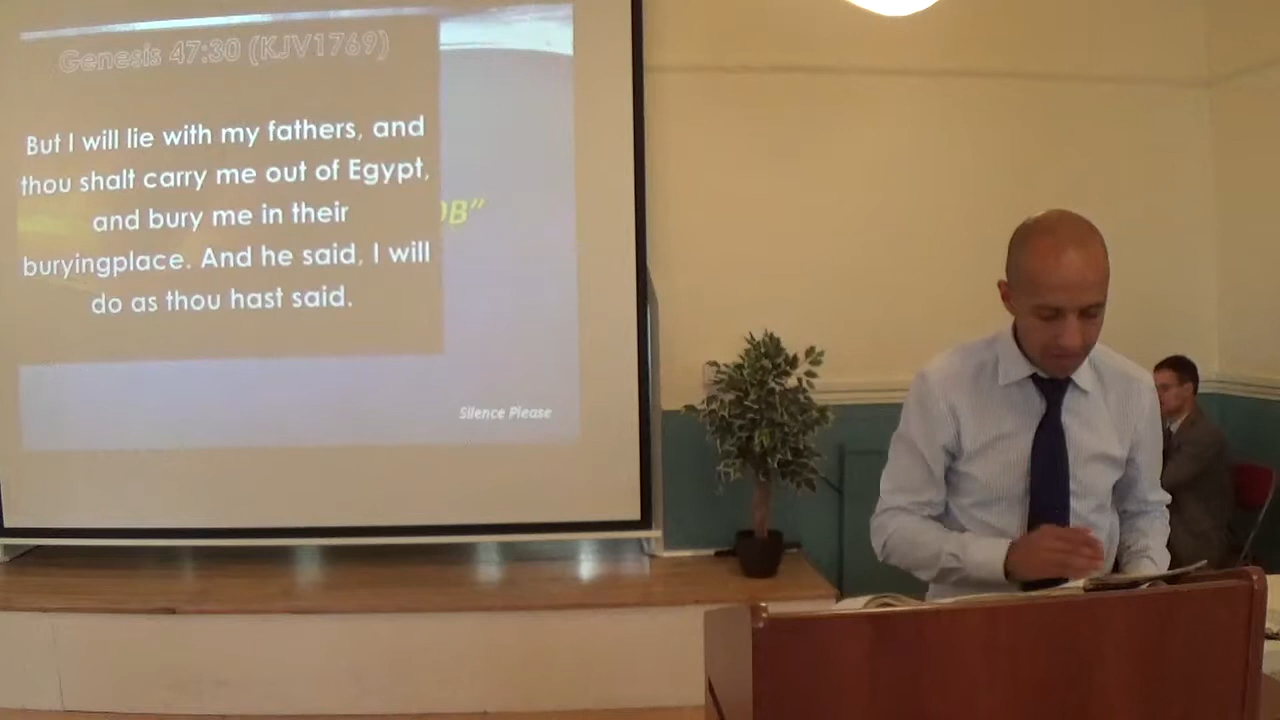 Genesis 47:30 (KJV1769)
But I will lie with my fathers, and
thou shalt carry me out of Egypt,
and bury me in their
buryingplace. And he said, I will
do as thou hast said.
OB”
Silence Please